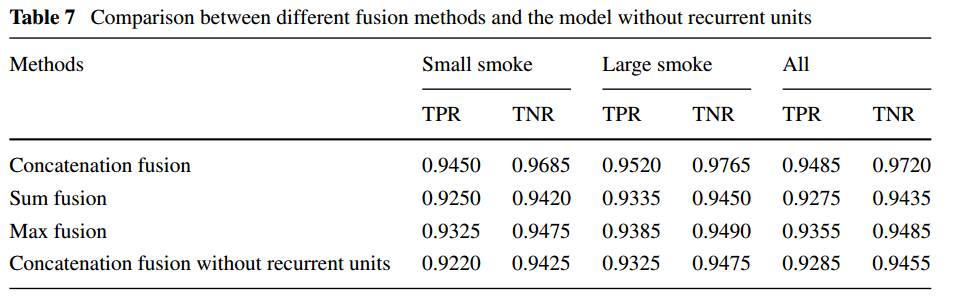 Table 7 Comparison between different fusion methods and the model without recurrent units
Methods Small smoke Large smoke All
TPR TNR TPR TNR TPR TNR
Concatenation fusion 0.9450 0.9685 0.9520 0.9765 0.9485 0.9720
Sum fusion 0.9250 0.9420 0.9335 0.9450 0.9275 0.9435
Max fusion 0.9325 0.9475 0.9385 0.9490 0.9355 0.9485
Concatenation fusion without recurrent units 0.9220 0.9425 0.9325 0.9475 0.9285 0.9455